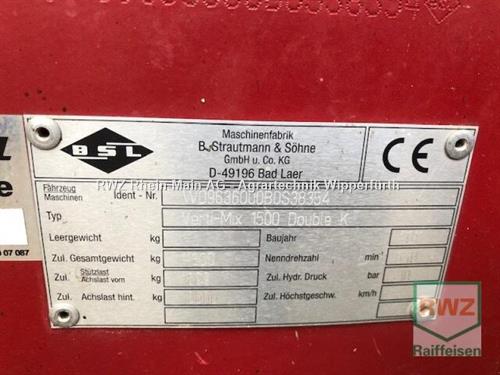 BSL
Maschinenfabrik
B. Strautmann & Söhne
GmbH u. Co. KG
D-49196 Bad Laer
CE
RWZ Rhein-Main AG - Agrartechnik Wipperfürth
Fahrzeug
Maschinen
Ident - Nr.
Typ
Verti-Mix 1500 Double K
Leergewicht
kg
Baujahr
Zul. Gesamtgewicht
kg
Nenndrehzahl
min
Zul. Stützlast
Achslast vorn
kg
Zul. Hydr. Druck
bar
Zul. Achslast hint.
kg
Zul. Höchstgeschw.
km/h
07 087
RWZ
Raiffeisen